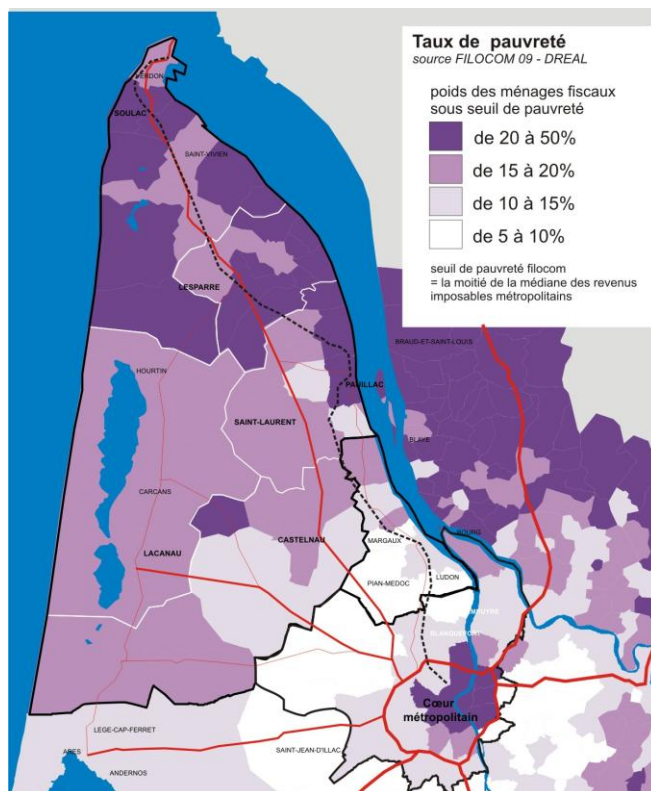 Taux de pauvreté
source FILOCOM 09 - DREAL
poids des ménages fiscaux
sous seuil de pauvreté
de 20 à 50%
de 15 à 20%
de 10 à 15%
de 5 à 10%
seuil de pauvreté filocom
= la moitié de la médiane des revenus
imposables métropolitains
VERDON
SOULAC
SAINT-VIVIEN
LESPARRE
BRAUD-ET-SAINT-LOUIS
HOURTIN
PAUILLAC
SAINT-LAURENT
BLAYE
CARCANS
LACANAU
CASTELNAU
MARGAUX
BOURG
PIAN-MEDOC
LUDON
BLANQUEFORT
Cœur
métropolitain
LEGE-CAP-FERRET
SAINT-JEAN-D'ILLAC
ARES
ANDERNOS